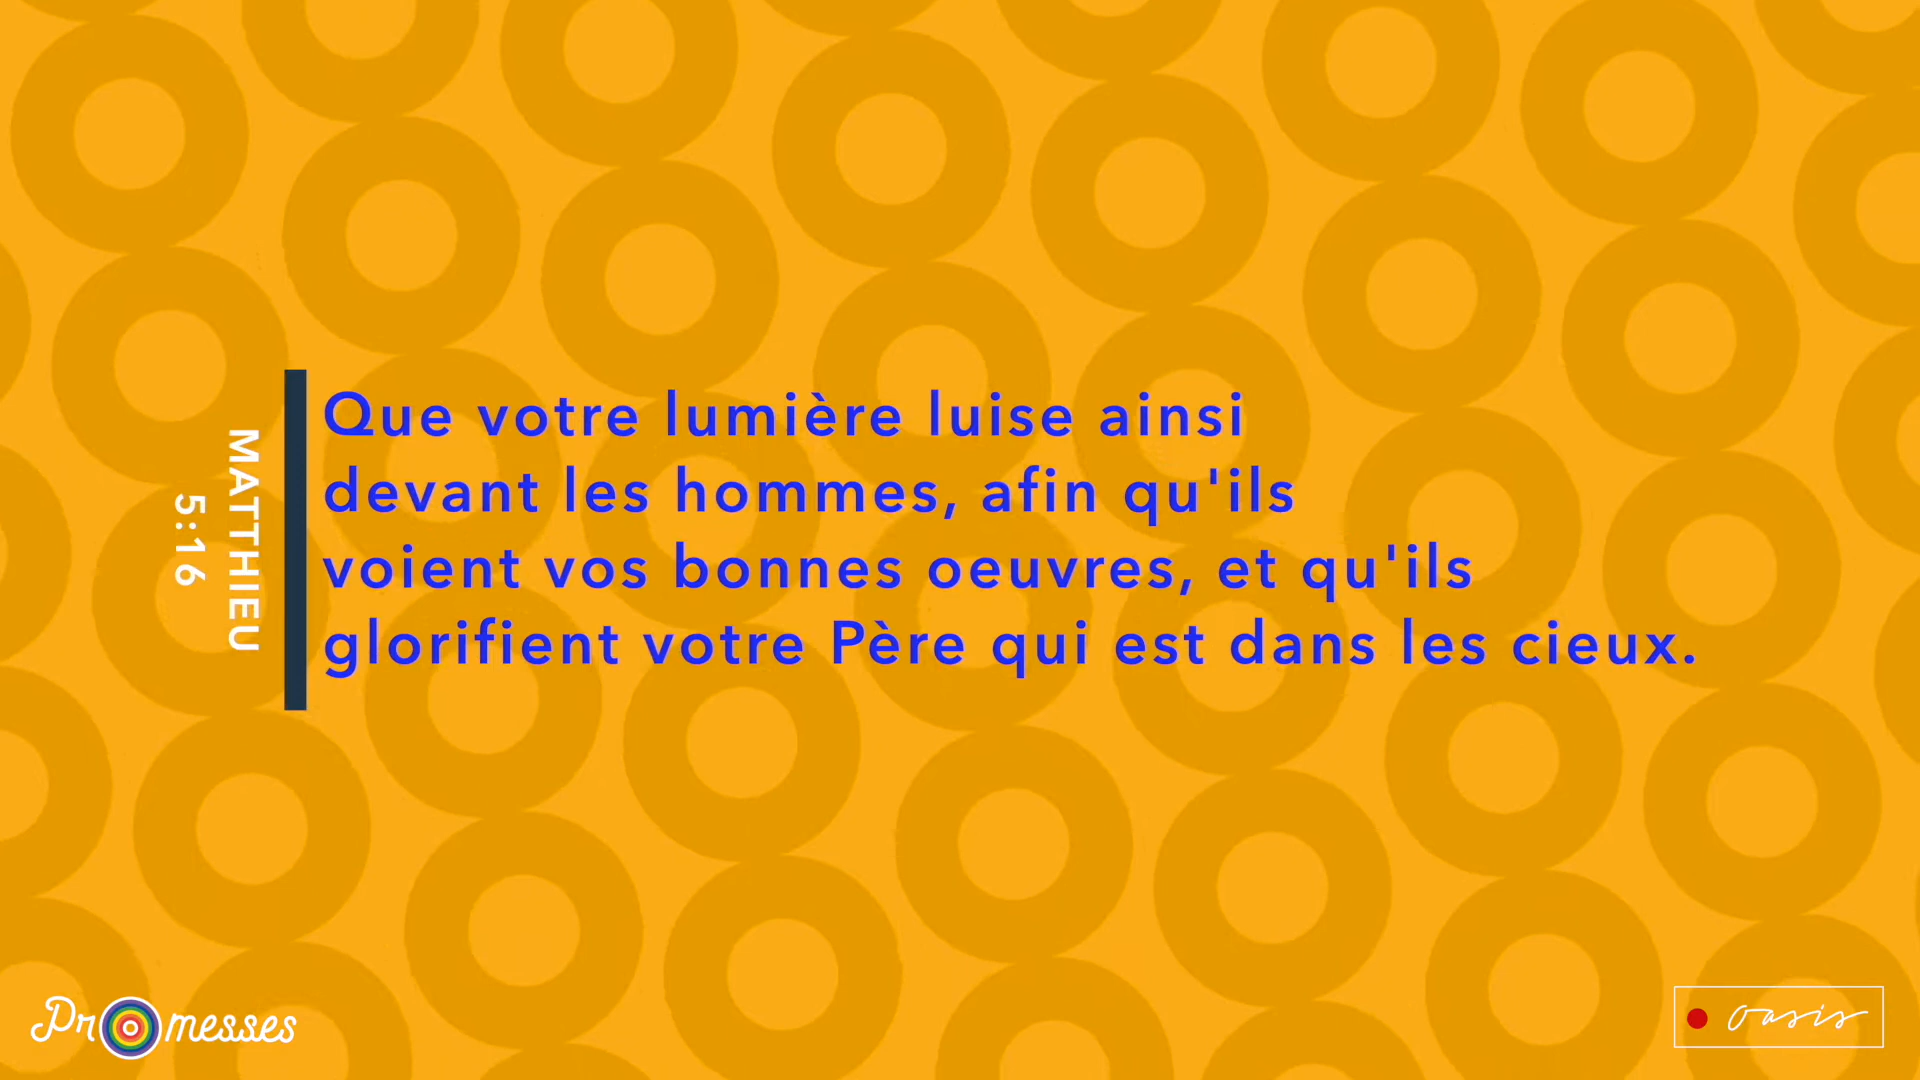 MATTHIEU
5:16
Que votre lumière luise ainsi
devant les hommes, afin qu'ils
voient vos bonnes oeuvres, et qu'ils
glorifient votre Père qui est dans les cieux.
Promesses
oasis